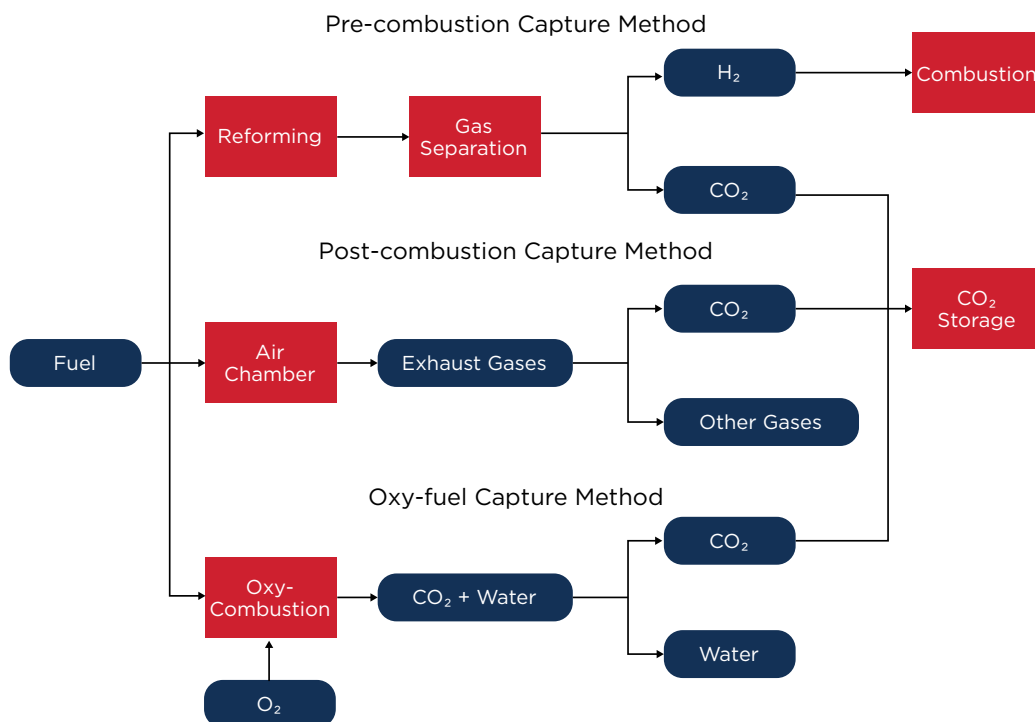 Pre-combustion Capture Method
H₂
Combustion
Reforming
Gas
Separation
CO₂
Post-combustion Capture Method
CO₂
CO₂
Storage
Fuel
Air
Chamber
Exhaust Gases
Other Gases
Oxy-fuel Capture Method
CO₂
Oxy-
Combustion
CO₂ + Water
Water
O₂